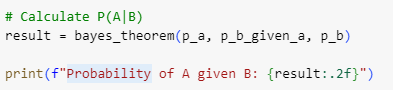 # Calculate P(A|B)
result = bayes_theorem(p_a, p_b_given_a, p_b)
print(f"Probability of A given B: {result:.2f}")